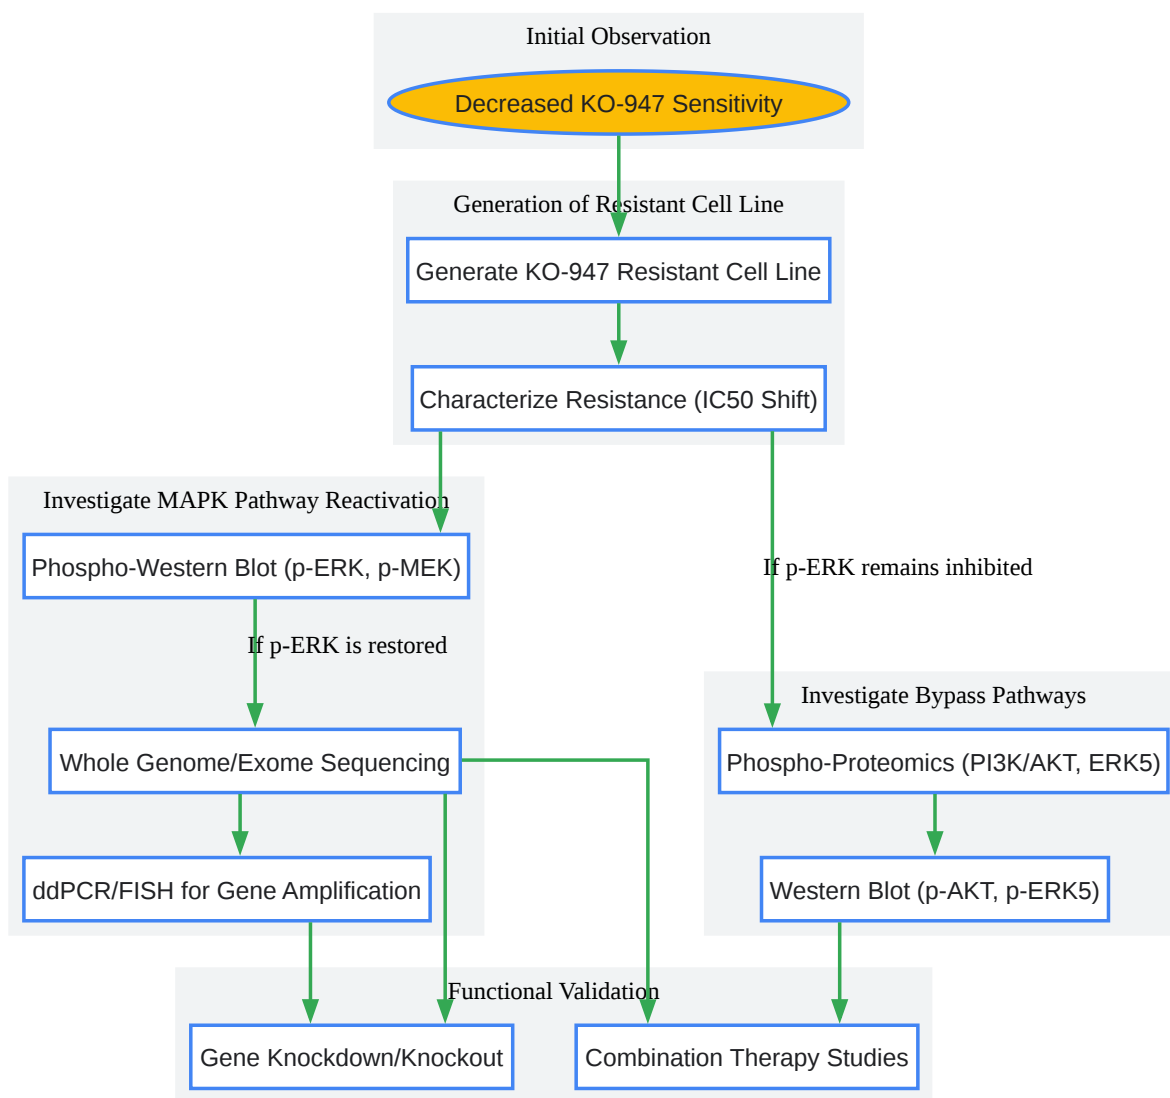 Initial Observation
Decreased KO-947 Sensitivity
Generation of Resistant Cell Line
Generate KO-947 Resistant Cell Line
Characterize Resistance (IC50 Shift)
Investigate MAPK Pathway Reactivation
Phospho-Western Blot (p-ERK, p-MEK)
If p-ERK remains inhibited
If p-ERK is restored
Investigate Bypass Pathways
Whole Genome/Exome Sequencing
Phospho-Proteomics (PI3K/AKT, ERK5)
ddPCR/FISH for Gene Amplification
Western Blot (p-AKT, p-ERK5)
Functional Validation
Gene Knockdown/Knockout
Combination Therapy Studies